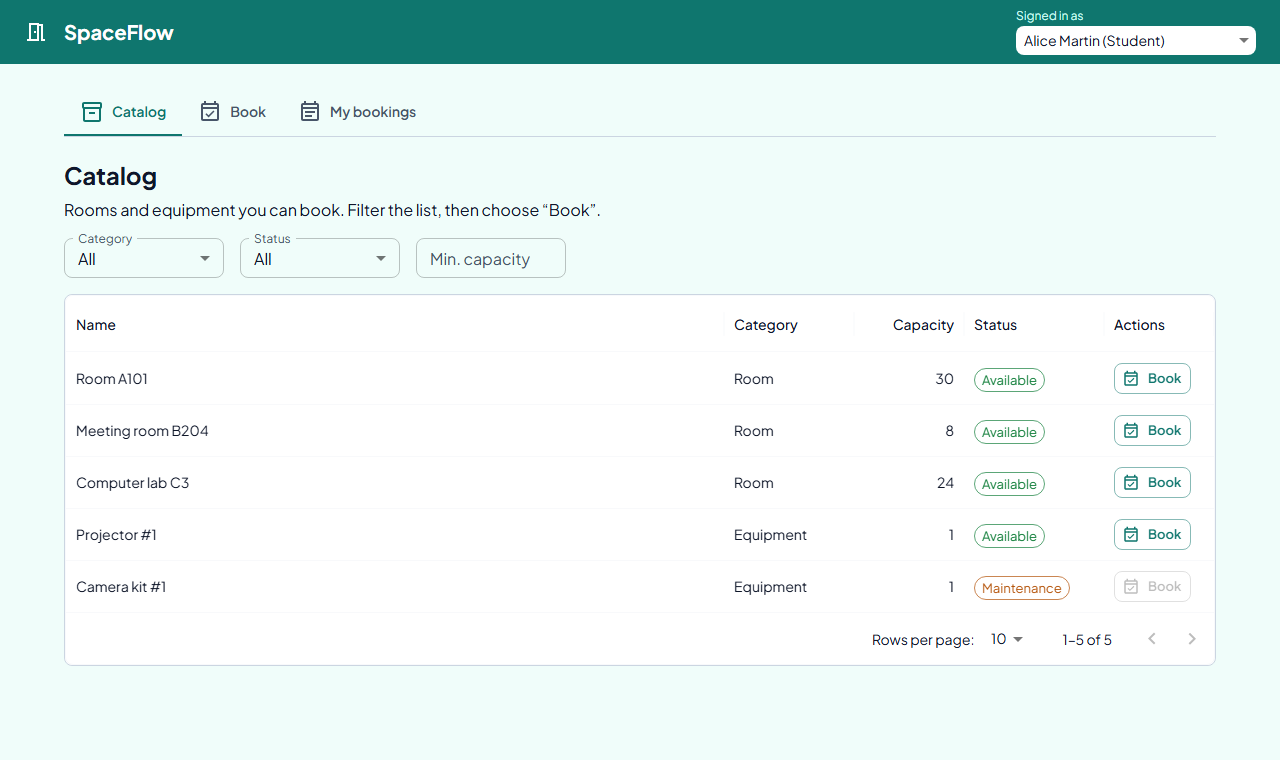 SpaceFlow
Signed in as
Alice Martin (Student)
Catalog
Book
My bookings
Catalog
Rooms and equipment you can book. Filter the list, then choose “Book”.
Category
All
Status
All
Min. capacity
Name Category Capacity Status Actions
Room A101 Room 30 Available Book
Meeting room B204 Room 8 Available Book
Computer lab C3 Room 24 Available Book
Projector #1 Equipment 1 Available Book
Camera kit #1 Equipment 1 Maintenance Book
Rows per page: 10 1–5 of 5